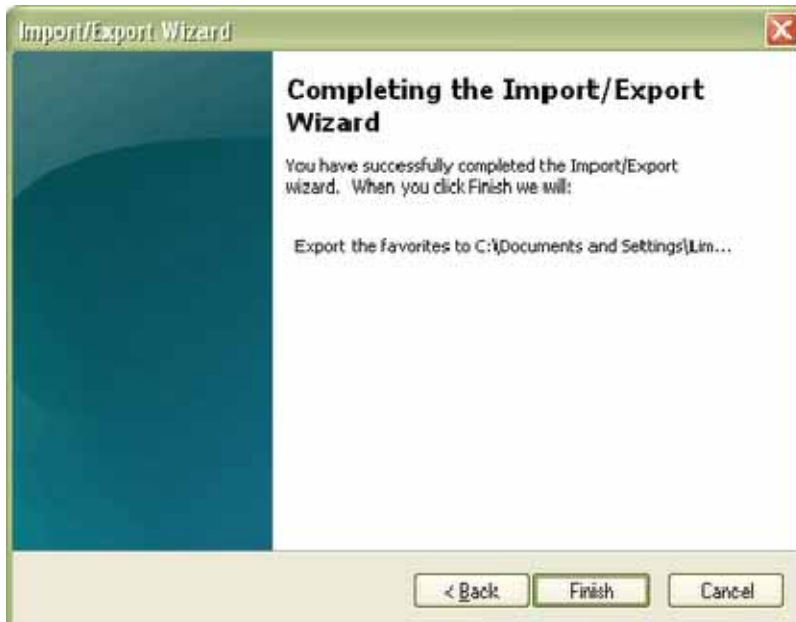 Import/Export Wizard
Completing the Import/Export
Wizard
You have successfully completed the Import/Export
wizard. When you click Finish we will:
Export the favorites to C:\Documents and Settings\Lim...
< Back
Finish
Cancel